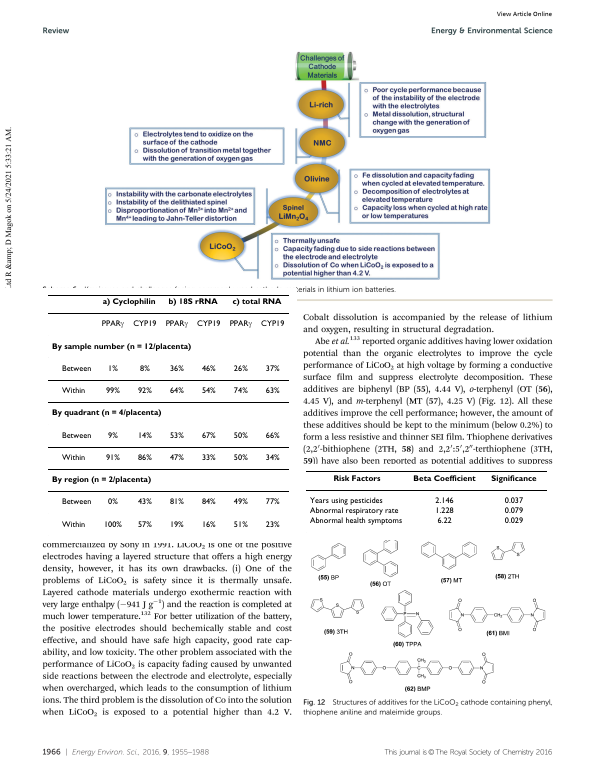 View Article Online
Review
Energy & Environmental Science
.td R &amp; D Magok on 5/24/2021 5:33:21 AM.
Challenges of
Cathode
Materials
Li-rich
o Poor cycle performance because
of the instability of the electrode
with the electrolytes
o Metal dissolution, structural
change with the generation of
oxygen gas
NMC
o Electrolytes tend to oxidize on the
surface of the cathode
o Dissolution of transition metal together
with the generation of oxygen gas
Olivine
o Fe dissolution and capacity fading
when cycled at elevated temperature.
o Decomposition of electrolytes at
elevated temperature
o Capacity loss when cycled at high rate
or low temperatures
Spinel
LiMn₂O₄
o Instability with the carbonate electrolytes
o Instability of the delithiated spinel
o Disproportionation of Mn³⁺ into Mn²⁺ and
Mn⁴⁺ leading to Jahn-Teller distortion
LiCoO₂
o Thermally unsafe
o Capacity fading due to side reactions between
the electrode and electrolyte
o Dissolution of Co when LiCoO₂ is exposed to a
potential higher than 4.2 V.
terials in lithium ion batteries.
a) Cyclophilin b) 18S rRNA c) total RNA
PPARγ CYP19 PPARγ CYP19 PPARγ CYP19
By sample number (n = 12/placenta)
Between 1% 8% 36% 46% 26% 37%
Within 99% 92% 64% 54% 74% 63%
By quadrant (n = 4/placenta)
Between 9% 14% 53% 67% 50% 66%
Within 91% 86% 47% 33% 50% 34%
By region (n = 2/placenta)
Between 0% 43% 81% 84% 49% 77%
Within 100% 57% 19% 16% 51% 23%
commercialized by Sony in 1991. LiCoO₂ is one of the positive
electrodes having a layered structure that offers a high energy
density, however, it has its own drawbacks. (i) One of the
problems of LiCoO₂ is safety since it is thermally unsafe.
Layered cathode materials undergo exothermic reaction with
very large enthalpy (−941 J g⁻¹) and the reaction is completed at
much lower temperature.¹³² For better utilization of the battery,
the positive electrodes should bechemically stable and cost
effective, and should have safe high capacity, good rate cap-
ability, and low toxicity. The other problem associated with the
performance of LiCoO₂ is capacity fading caused by unwanted
side reactions between the electrode and electrolyte, especially
when overcharged, which leads to the consumption of lithium
ions. The third problem is the dissolution of Co into the solution
when LiCoO₂ is exposed to a potential higher than 4.2 V.
Cobalt dissolution is accompanied by the release of lithium
and oxygen, resulting in structural degradation.
Abe et al.¹³³ reported organic additives having lower oxidation
potential than the organic electrolytes to improve the cycle
performance of LiCoO₂ at high voltage by forming a conductive
surface film and suppress electrolyte decomposition. These
additives are biphenyl (BP (55), 4.44 V), o-terphenyl (OT (56),
4.45 V), and m-terphenyl (MT (57), 4.25 V) (Fig. 12). All these
additives improve the cell performance; however, the amount of
these additives should be kept to the minimum (below 0.2%) to
form a less resistive and thinner SEI film. Thiophene derivatives
(2,2′-bithiophene (2TH, 58) and 2,2′:5′,2″-terthiophene (3TH,
59)) have also been reported as potential additives to suppress
Risk Factors Beta Coefficient Significance
Years using pesticides 2.146 0.037
Abnormal respiratory rate 1.228 0.079
Abnormal health symptoms 6.22 0.029
(55) BP
(56) OT
(57) MT
(58) 2TH
(59) 3TH
(60) TPPA
(61) BMI
(62) BMP
Fig. 12 Structures of additives for the LiCoO₂ cathode containing phenyl,
thiophene aniline and maleimide groups.
1966 | Energy Environ. Sci., 2016, 9, 1955–1988
This journal is © The Royal Society of Chemistry 2016